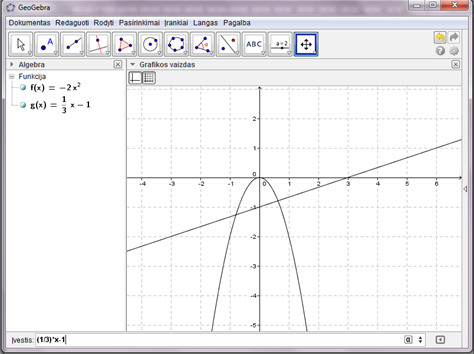 GeoGebra
Dokumentas Redaguoti Rodyti Pasirinkimai Įrankiai Langas Pagalba
A
ABC
a=2
Algebra
Grafikos vaizdas
Funkcija
f(x) = −2 x²
g(x) = 1/3 x − 1
2
1
0
-4 -3 -2 -1 0 1 2 3 4 5 6
-1
-2
-3
-4
-5
Įvestis: (1/3)*x-1
α